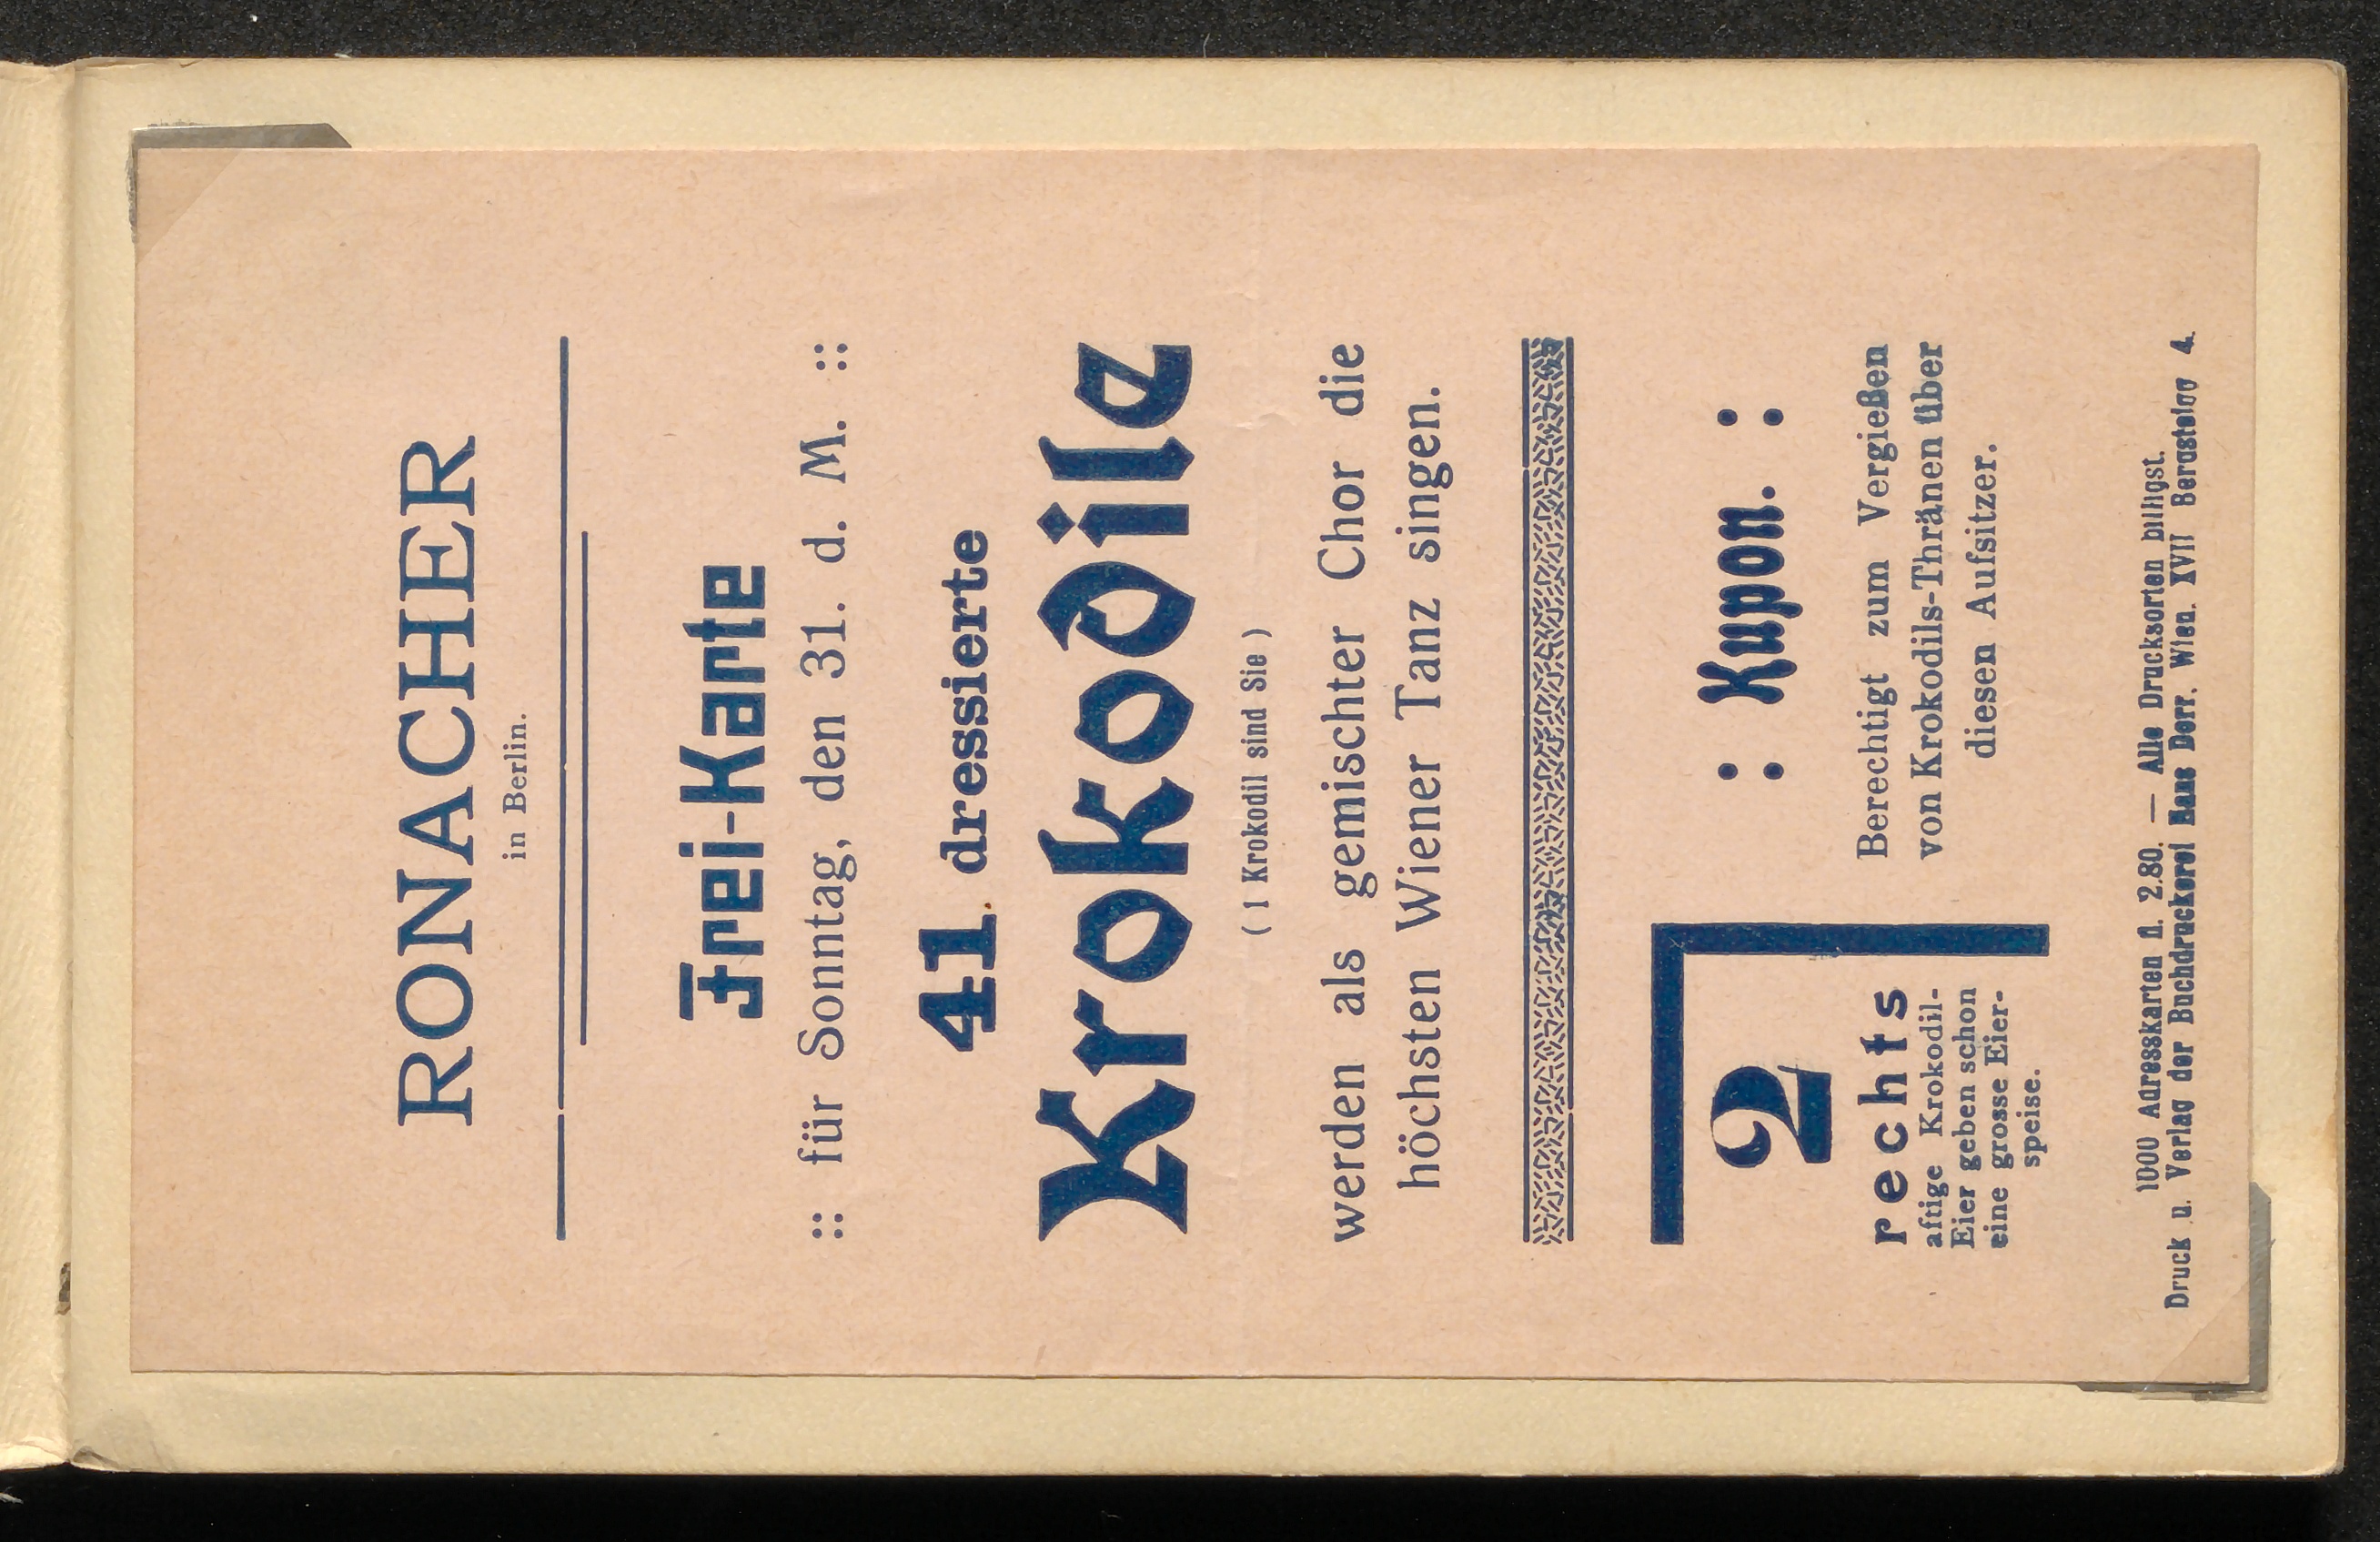 RONACHER
in Berlin.
Frei-Karte
:: für Sonntag, den 31. d. M. ::
41 dressierte
Krokodile
( 1 Krokodil sind Sie )
werden als gemischter Chor die
höchsten Wiener Tanz singen.
2
rechts
aftige Krokodil-
Eier geben schon
eine grosse Eier-
speise.
: Kupon. :
Berechtigt zum Vergießen
von Krokodils-Thränen über
diesen Aufsitzer.
1000 Adresskarten fl. 2.80. — Alle Drucksorten billigst.
Druck u. Verlag der Buchdruckerei Hans Dorr, Wien, XVII Bergsteigg 4.